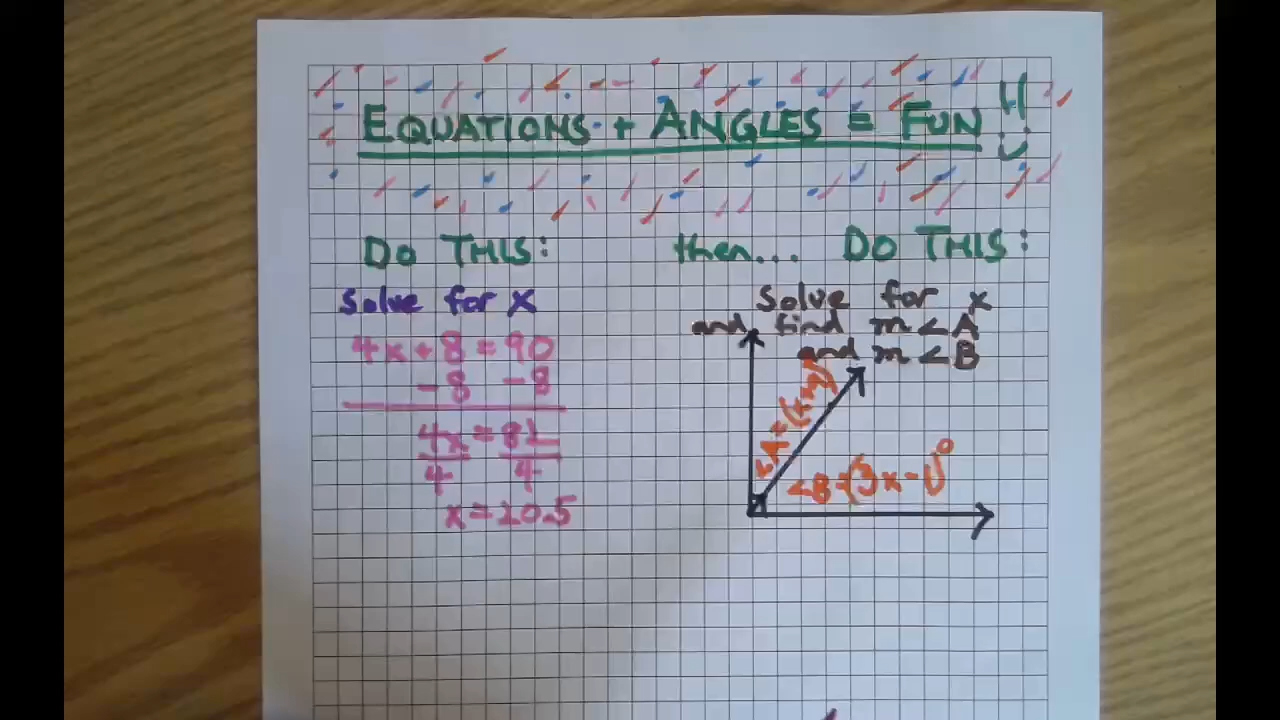 EQUATIONS + ANGLES = FUN
DO THIS:
Solve for x
4x + 8 = 90
-8 -8
4x = 82
4 4
x = 20.5
then... DO THIS:
Solve for x
and find m<A
and m<B
<A = (x+
<B = (3x-1)°